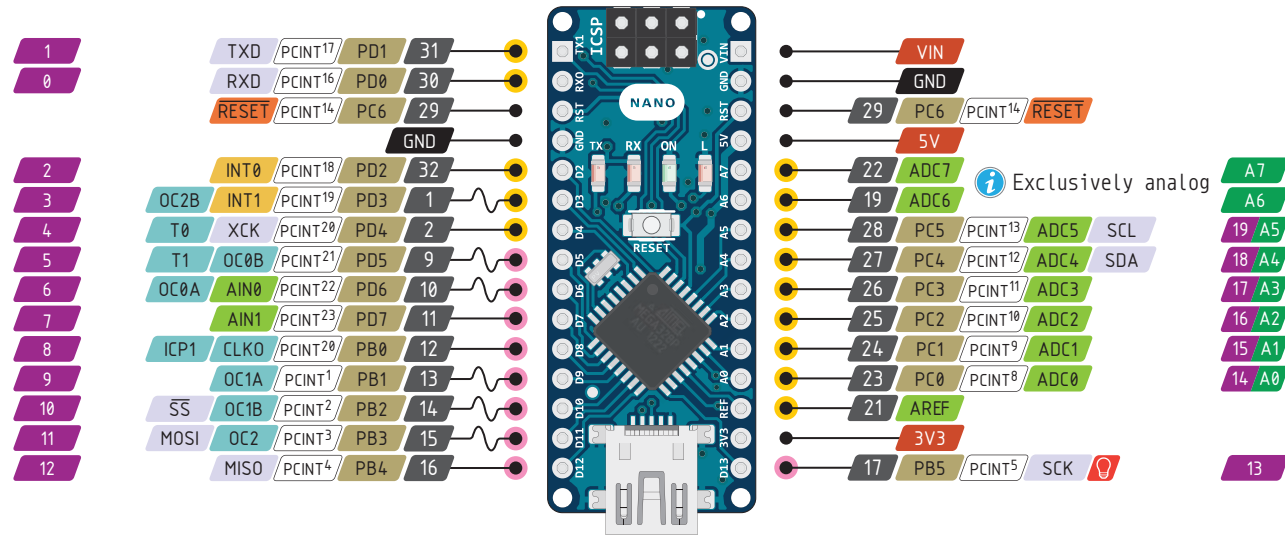 1 TXD PCINT17 PD1 31 TX1 ICSP VIN VIN
0 RXD PCINT16 PD0 30 RX0 GND GND
RESET PCINT14 PC6 29 RST NANO RST 29 PC6 PCINT14 RESET
GND GND TX RX ON L 5V 5V
2 INT0 PCINT18 PD2 32 D2 A7 22 ADC7 A7
3 OC2B INT1 PCINT19 PD3 1 D3 A6 19 ADC6 i Exclusively analog A6
4 T0 XCK PCINT20 PD4 2 D4 RESET A5 28 PC5 PCINT13 ADC5 SCL 19 A5
5 T1 OC0B PCINT21 PD5 9 D5 A4 27 PC4 PCINT12 ADC4 SDA 18 A4
6 OC0A AIN0 PCINT22 PD6 10 D6 A3 26 PC3 PCINT11 ADC3 17 A3
7 AIN1 PCINT23 PD7 11 D7 A2 25 PC2 PCINT10 ADC2 16 A2
8 ICP1 CLKO PCINT20 PB0 12 D8 A1 24 PC1 PCINT9 ADC1 15 A1
9 OC1A PCINT1 PB1 13 D9 A0 23 PC0 PCINT8 ADC0 14 A0
10 SS OC1B PCINT2 PB2 14 D10 REF 21 AREF
11 MOSI OC2 PCINT3 PB3 15 D11 3V3 3V3
12 MISO PCINT4 PB4 16 D12 D13 17 PB5 PCINT5 SCK 13